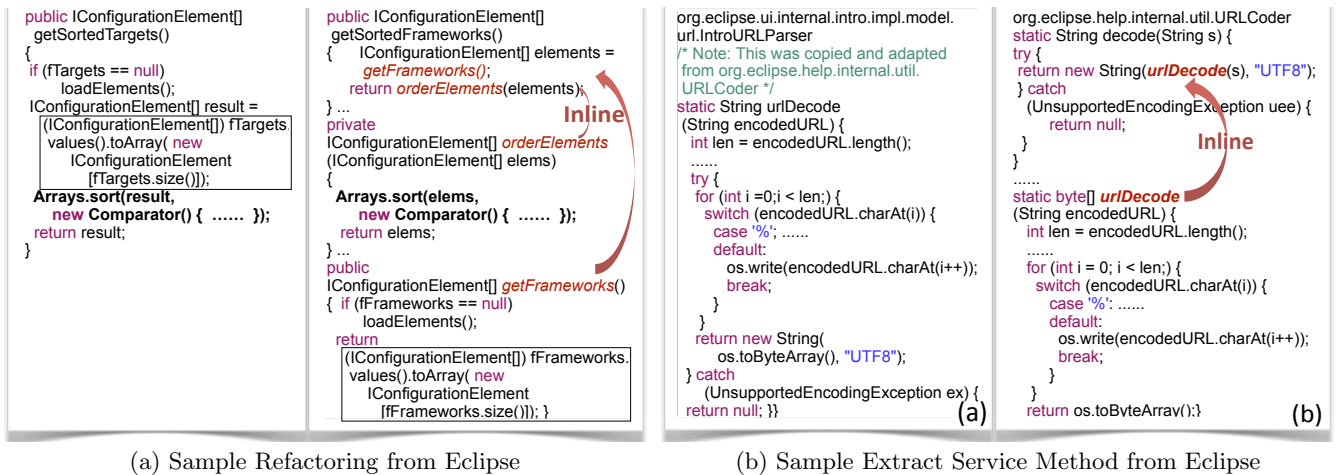 public IConfigurationElement[]
getSortedTargets()
{
if (fTargets == null)
loadElements();
IConfigurationElement[] result =
(IConfigurationElement[]) fTargets.
values().toArray( new
IConfigurationElement
[fTargets.size()]);
Arrays.sort(result,
new Comparator() { ...... });
return result;
}
public IConfigurationElement[]
getSortedFrameworks()
{ IConfigurationElement[] elements =
getFrameworks();
return orderElements(elements);
} ...
Inline
private
IConfigurationElement[] orderElements
(IConfigurationElement[] elems)
{
Arrays.sort(elems,
new Comparator() { ...... });
return elems;
} ...
public
IConfigurationElement[] getFrameworks()
{ if (fFrameworks == null)
loadElements();
return
(IConfigurationElement[]) fFrameworks.
values().toArray( new
IConfigurationElement
[fFrameworks.size()]); }
(a) Sample Refactoring from Eclipse
org.eclipse.ui.internal.intro.impl.model.
url.IntroURLParser
/* Note: This was copied and adapted
from org.eclipse.help.internal.util.
URLCoder */
static String urlDecode
(String encodedURL) {
int len = encodedURL.length();
......
try {
for (int i =0;i < len;) {
switch (encodedURL.charAt(i)) {
case '%': ......
default:
os.write(encodedURL.charAt(i++));
break;
}
}
return new String(
os.toByteArray(), "UTF8");
} catch
(UnsupportedEncodingException ex) {
return null; }}
(a)
org.eclipse.help.internal.util.URLCoder
static String decode(String s) {
try {
return new String(urlDecode(s), "UTF8");
} catch
(UnsupportedEncodingException uee) {
return null;
}
Inline
}
......
static byte[] urlDecode
(String encodedURL) {
int len = encodedURL.length();
......
for (int i = 0; i < len;) {
switch (encodedURL.charAt(i)) {
case '%': ......
default:
os.write(encodedURL.charAt(i++));
break;
}
}
return os.toByteArray();}
(b)
(b) Sample Extract Service Method from Eclipse